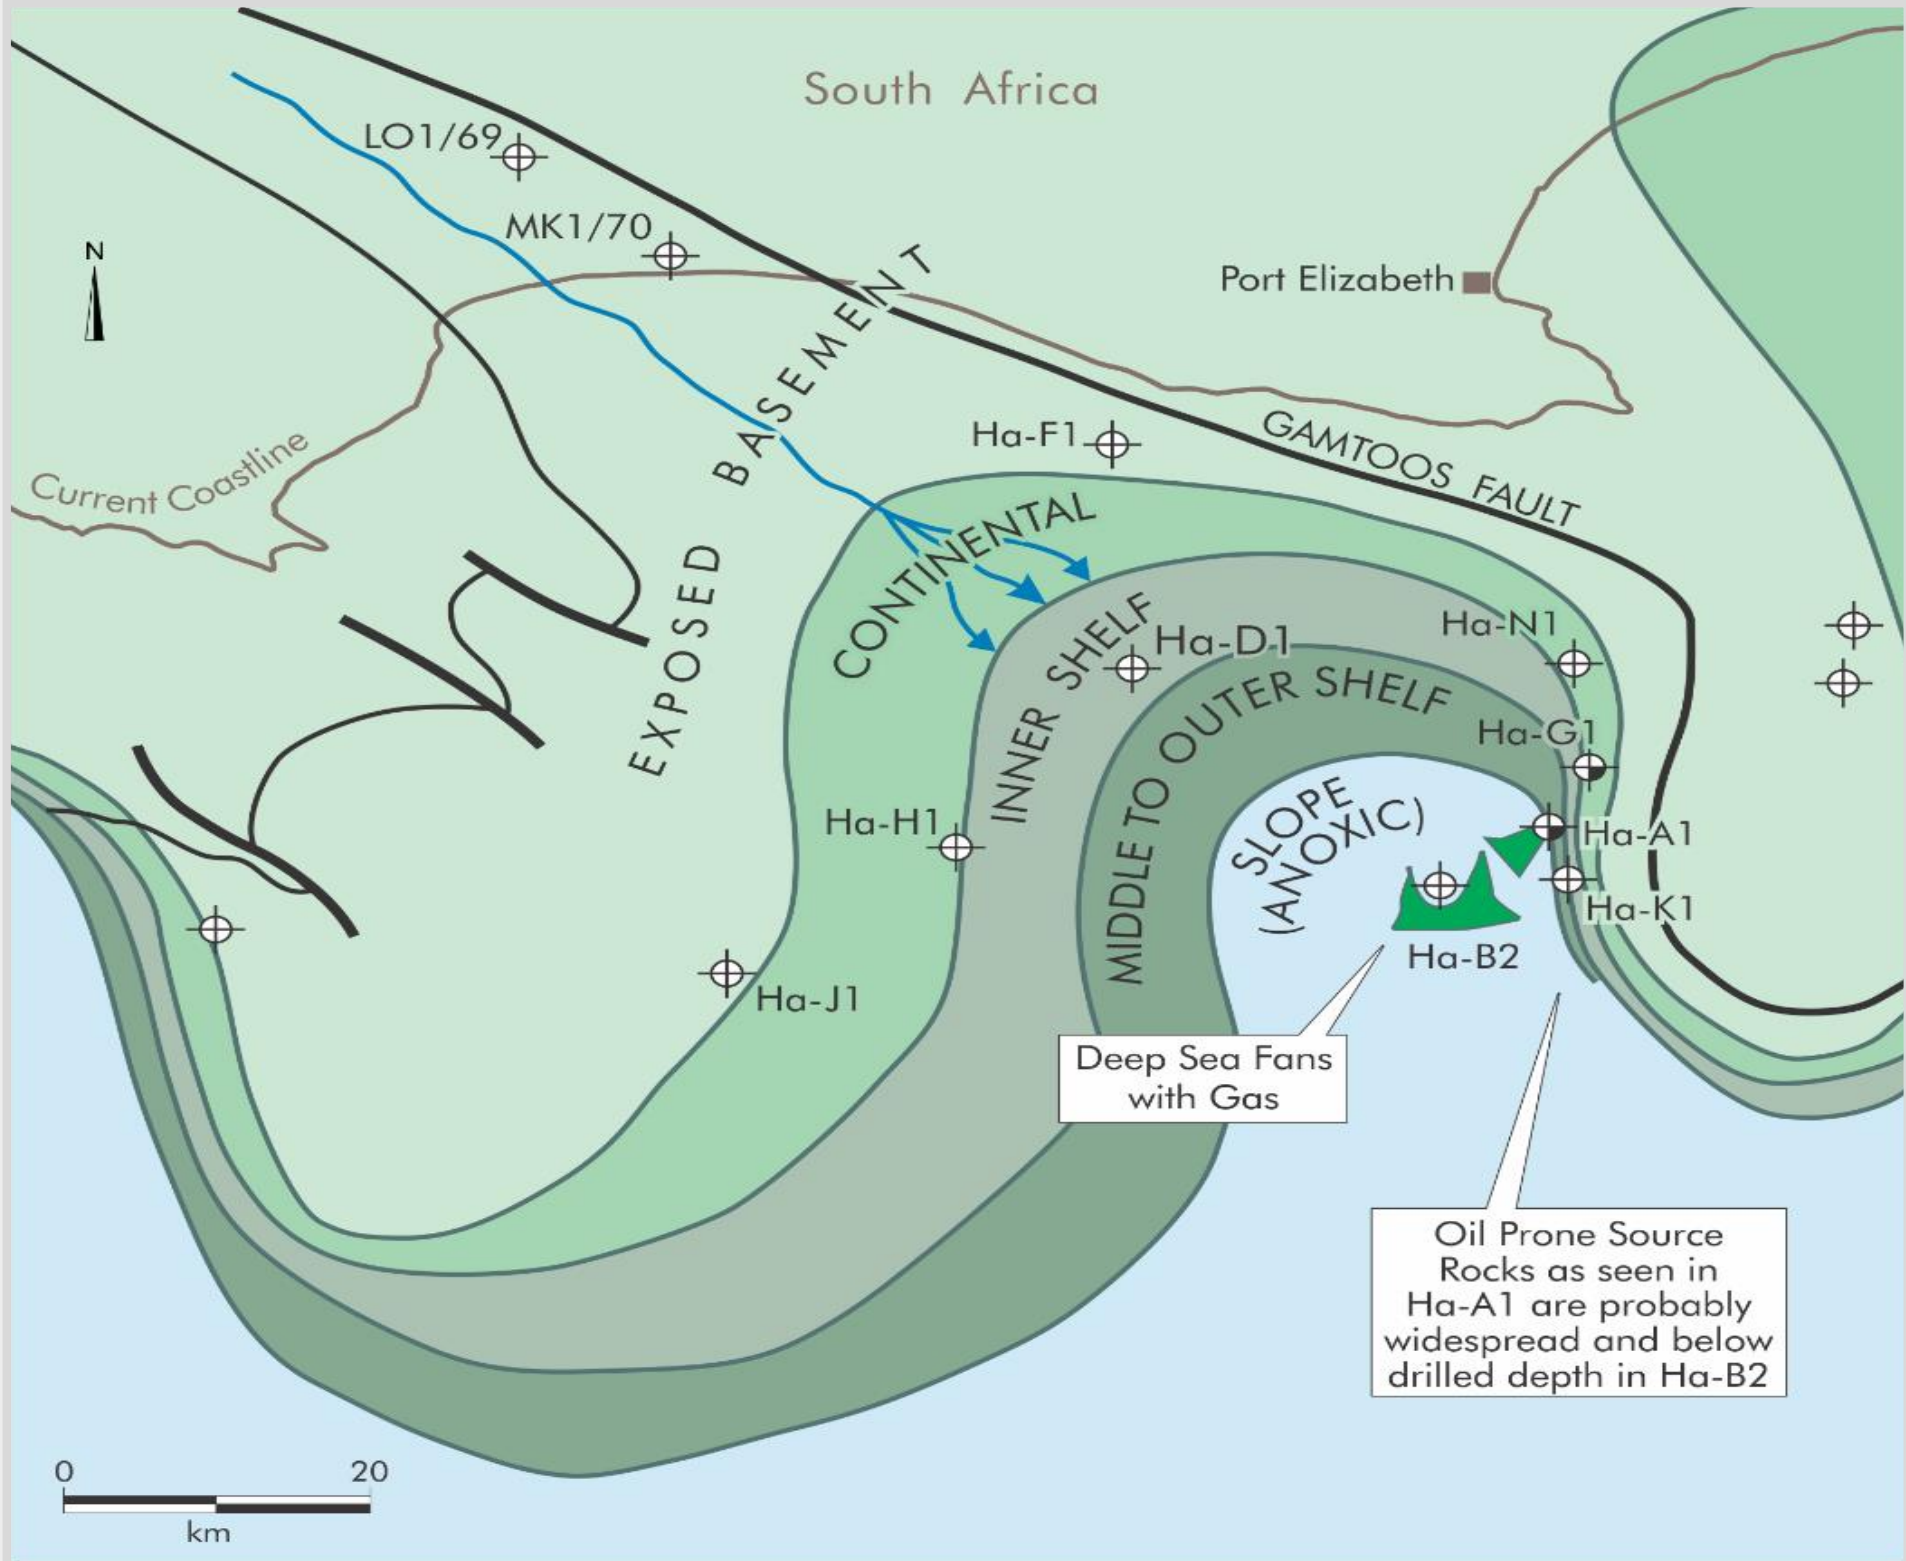 South Africa
LO1/69
MK1/70
N
Port Elizabeth
EXPOSED BASEMENT
Current Coastline
Ha-F1
GAMTOOS FAULT
CONTINENTAL
INNER SHELF
Ha-D1
Ha-N1
MIDDLE TO OUTER SHELF
Ha-G1
SLOPE
(ANOXIC)
Ha-H1
Ha-A1
Ha-K1
Ha-B2
Ha-J1
Deep Sea Fans
with Gas
Oil Prone Source
Rocks as seen in
Ha-A1 are probably
widespread and below
drilled depth in Ha-B2
0 20
km